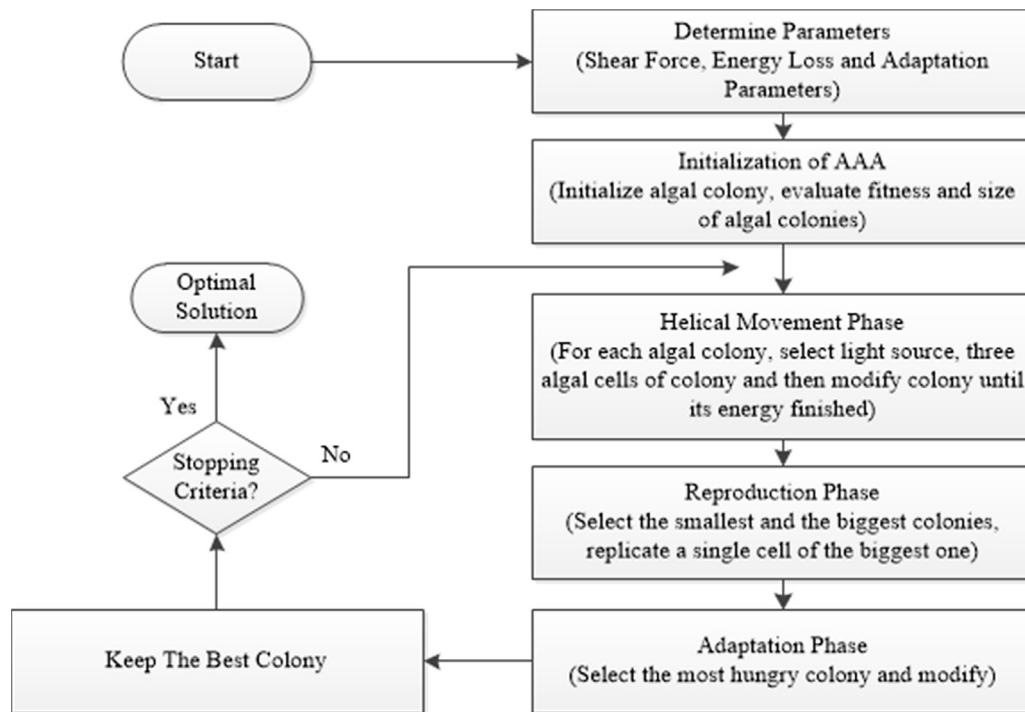 Start
Determine Parameters
(Shear Force, Energy Loss and Adaptation
Parameters)
Initialization of AAA
(Initialize algal colony, evaluate fitness and size
of algal colonies)
Helical Movement Phase
(For each algal colony, select light source, three
algal cells of colony and then modify colony until
its energy finished)
Reproduction Phase
(Select the smallest and the biggest colonies,
replicate a single cell of the biggest one)
Adaptation Phase
(Select the most hungry colony and modify)
Keep The Best Colony
Stopping
Criteria?
No
Yes
Optimal
Solution